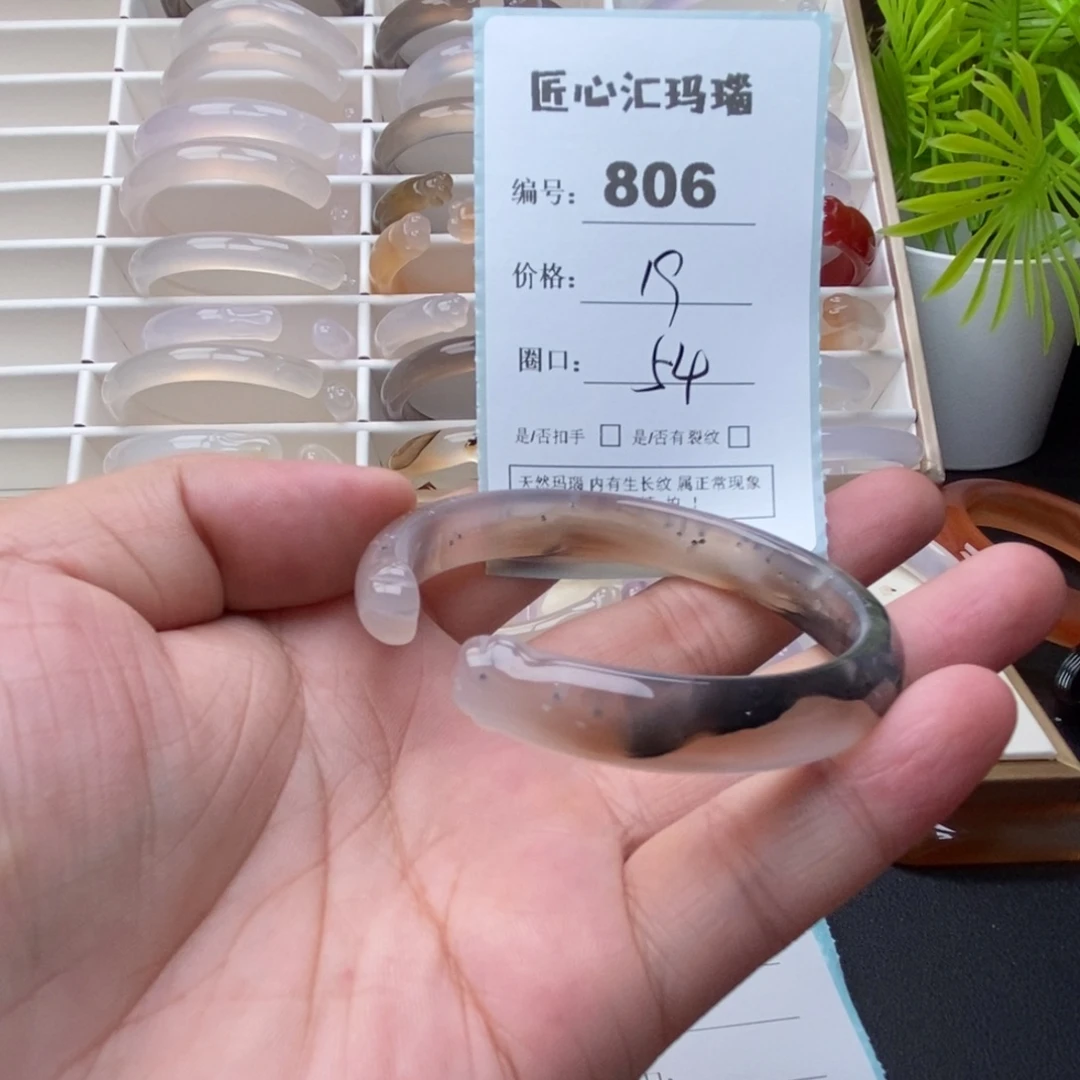 匠心汇玛瑙
编号: 806
价格: 19
圈口: 54
是/否扣手 □ 是/否有裂纹 □
天然玛瑙 内有生长纹 属正常现象